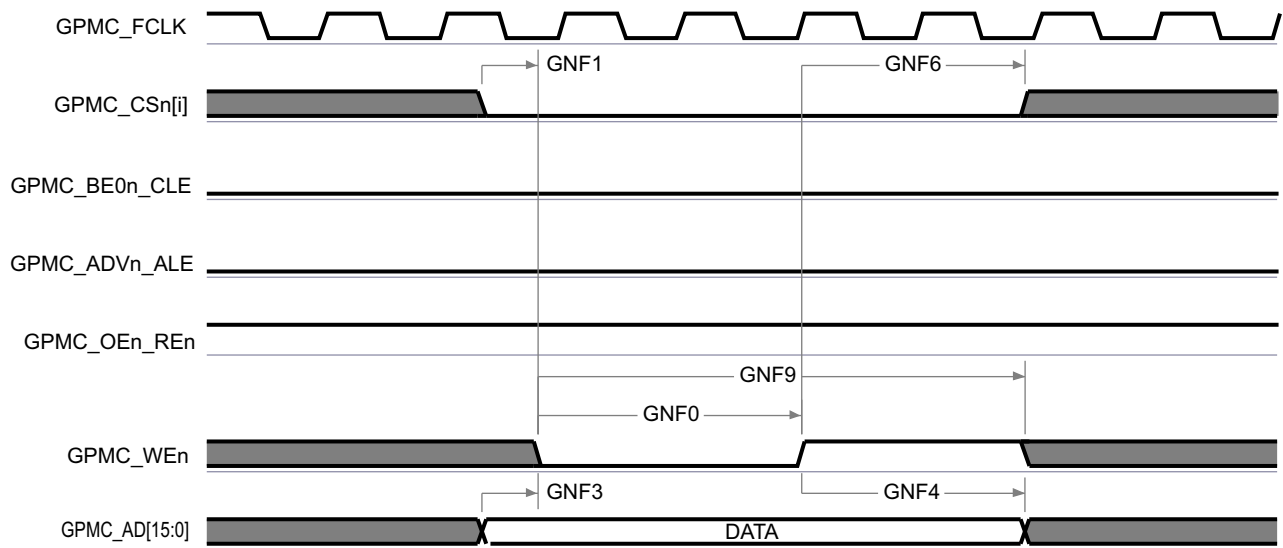 GPMC_FCLK
GNF1
GNF6
GPMC_CSn[i]
GPMC_BE0n_CLE
GPMC_ADVn_ALE
GPMC_OEn_REn
GNF9
GNF0
GPMC_WEn
GNF3
GNF4
GPMC_AD[15:0]
DATA